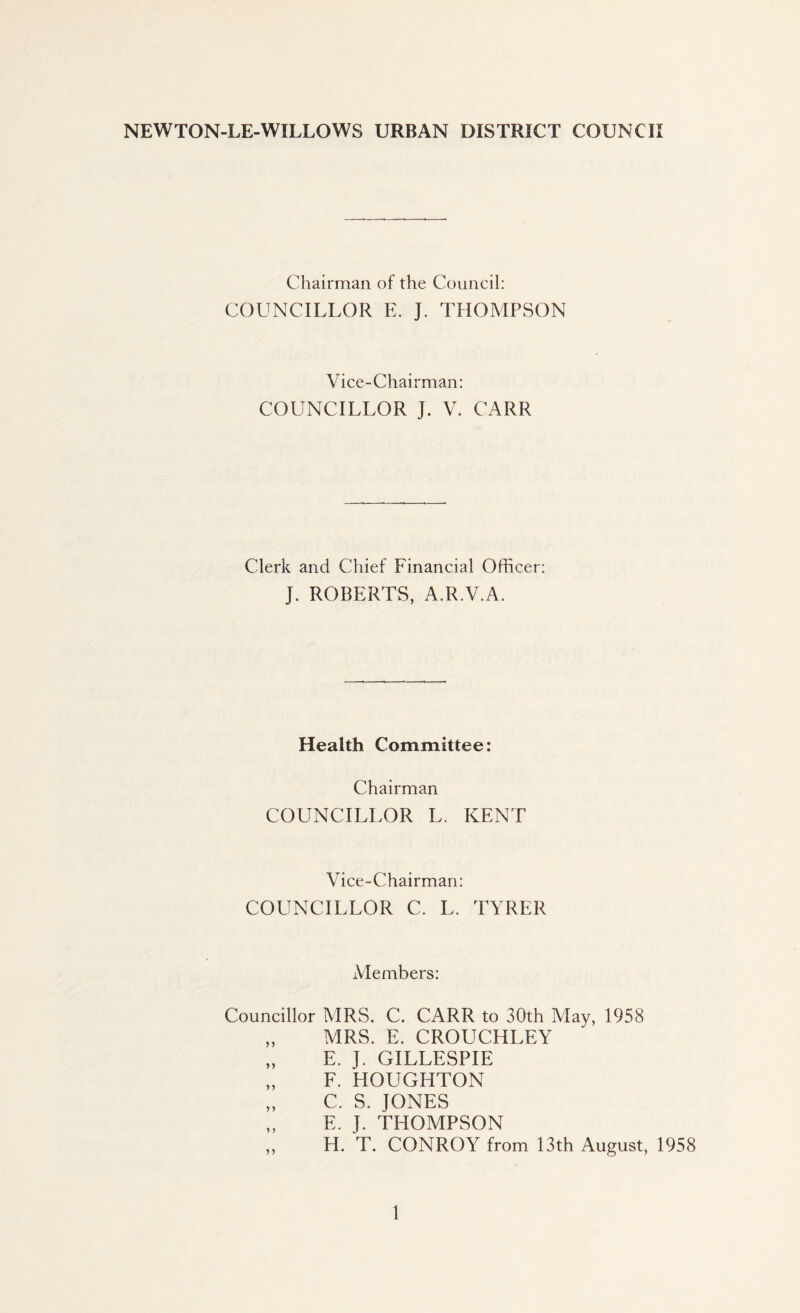 NEWTON-LE-WILLOWS URBAN DISTRICT COUNCIL
Chairman of the Council:
COUNCILLOR E. J. THOMPSON
Vice-Chairman:
COUNCILLOR J. V. CARR
Clerk and Chief Financial Officer:
J. ROBERTS, A.R.V.A.
Health Committee:
Chairman
COUNCILLOR L. KENT
Vice-Chairman:
COUNCILLOR C. L. TYRER
Members:
Councillor MRS. C. CARR to 30th May, 1958
,, MRS. E. CROUCHLEY
,, E. J. GILLESPIE
,, F. HOUGHTON
,, C. S. JONES
,, E. J. THOMPSON
,, H. T. CONROY from 13th August, 1958
1